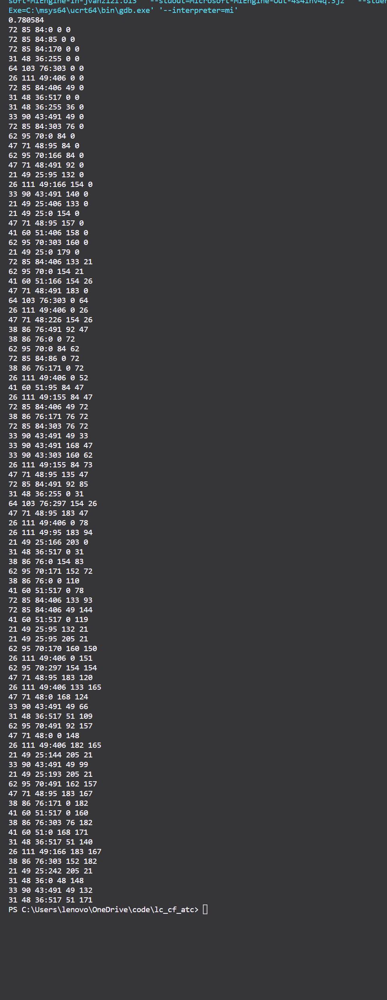 Exe=C:\msys64\ucrt64\bin\gdb.exe' '--interpreter=mi'
0.780584
72 85 84:0 0 0
72 85 84:85 0 0
72 85 84:170 0 0
31 48 36:255 0 0
64 103 76:303 0 0
26 111 49:406 0 0
72 85 84:406 49 0
31 48 36:517 0 0
31 48 36:255 36 0
33 90 43:491 49 0
72 85 84:303 76 0
62 95 70:0 84 0
47 71 48:95 84 0
62 95 70:166 84 0
47 71 48:491 92 0
21 49 25:95 132 0
26 111 49:166 154 0
33 90 43:491 140 0
21 49 25:406 133 0
21 49 25:0 154 0
47 71 48:95 157 0
41 60 51:406 158 0
62 95 70:303 160 0
21 49 25:0 179 0
72 85 84:406 133 21
62 95 70:0 154 21
41 60 51:166 154 26
47 71 48:491 183 0
64 103 76:303 0 64
26 111 49:406 0 26
47 71 48:226 154 26
38 86 76:491 92 47
38 86 76:0 0 72
62 95 70:0 84 62
72 85 84:86 0 72
38 86 76:171 0 72
26 111 49:406 0 52
41 60 51:95 84 47
26 111 49:155 84 47
72 85 84:406 49 72
38 86 76:171 76 72
72 85 84:303 76 72
33 90 43:491 49 33
33 90 43:491 168 47
33 90 43:303 160 62
26 111 49:155 84 73
47 71 48:95 135 47
72 85 84:491 92 85
31 48 36:255 0 31
64 103 76:297 154 26
47 71 48:95 183 47
26 111 49:406 0 78
26 111 49:95 183 94
21 49 25:166 203 0
31 48 36:517 0 31
38 86 76:0 154 83
62 95 70:171 152 72
38 86 76:0 0 110
41 60 51:517 0 78
72 85 84:406 133 93
72 85 84:406 49 144
41 60 51:517 0 119
21 49 25:95 132 21
21 49 25:95 205 21
62 95 70:170 160 150
26 111 49:406 0 151
62 95 70:297 154 154
47 71 48:95 183 120
26 111 49:406 133 165
47 71 48:0 168 124
33 90 43:491 49 66
31 48 36:517 51 109
62 95 70:491 92 157
47 71 48:0 0 148
26 111 49:406 182 165
21 49 25:144 205 21
33 90 43:491 49 99
21 49 25:193 205 21
62 95 70:491 162 157
47 71 48:95 183 167
38 86 76:171 0 182
41 60 51:517 0 160
38 86 76:303 76 182
41 60 51:0 168 171
31 48 36:517 51 140
26 111 49:166 183 167
38 86 76:303 152 182
21 49 25:242 205 21
31 48 36:0 48 148
33 90 43:491 49 132
31 48 36:517 51 171
PS C:\Users\lenovo\OneDrive\code\lc_cf_atc>